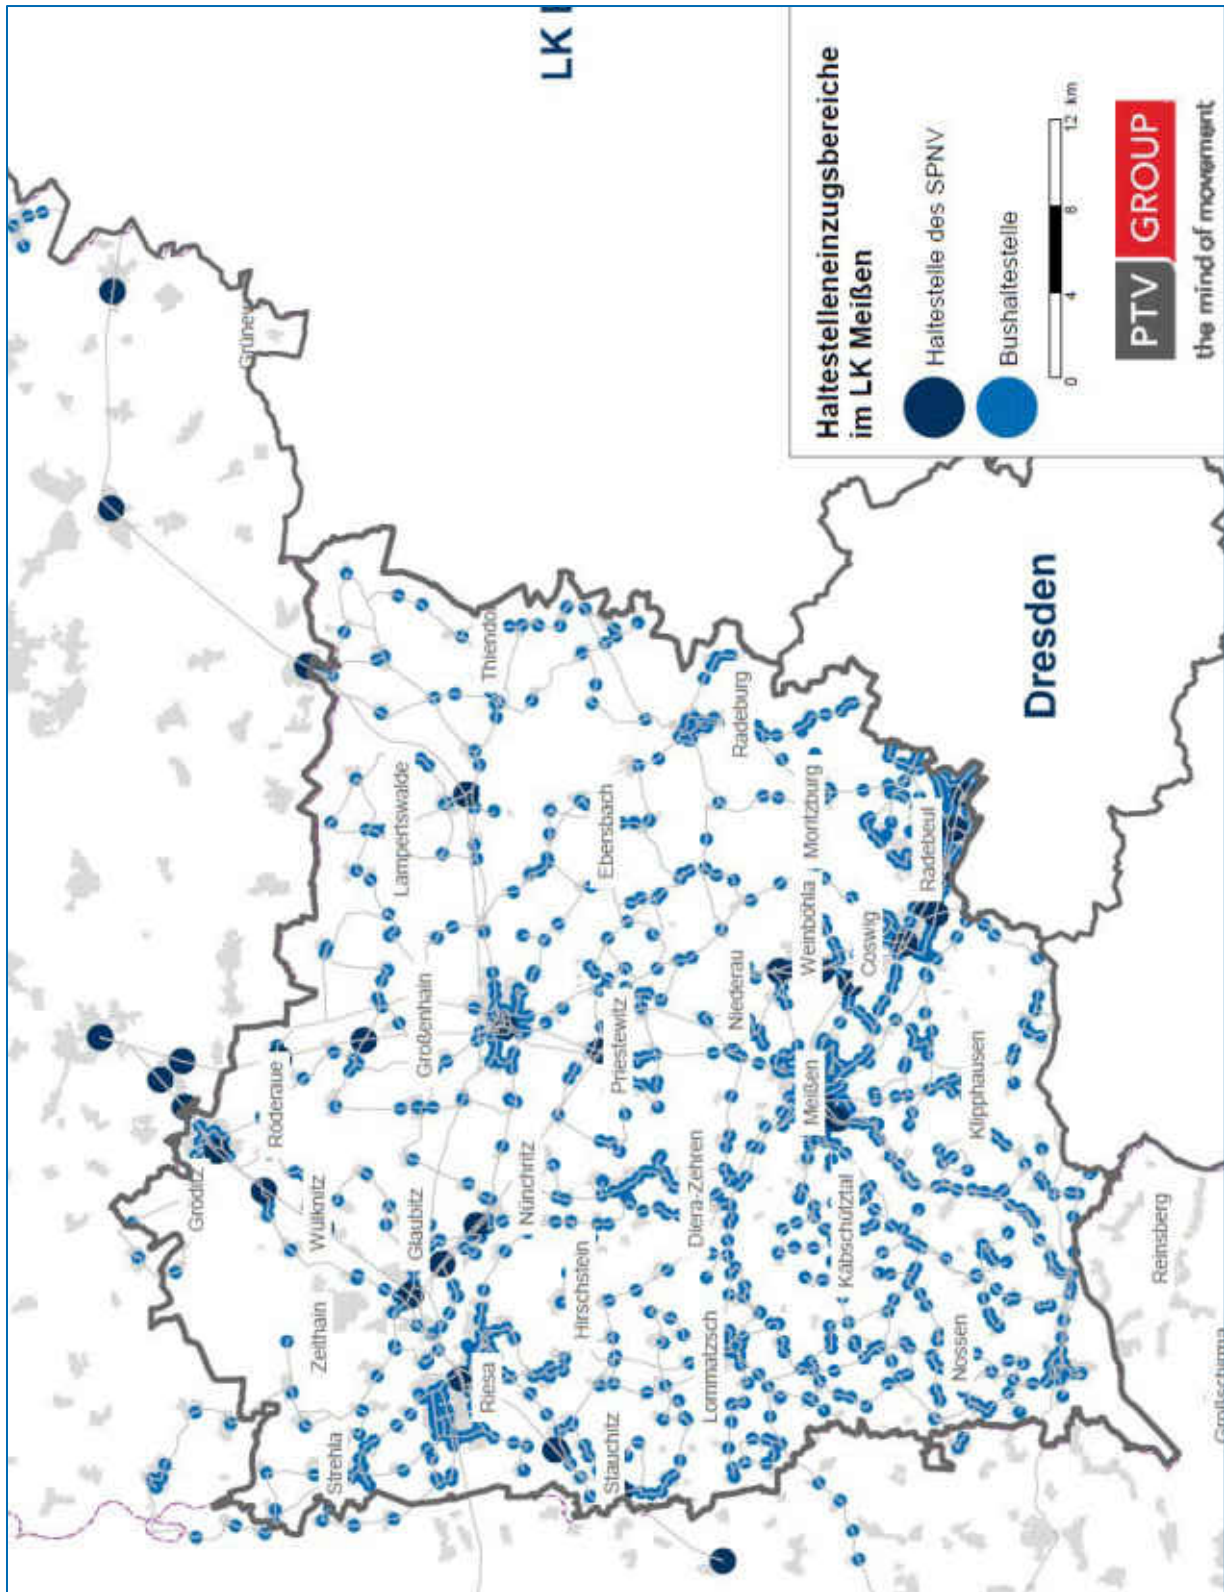 LK
Grünew
Thiendo
Lampertswalde
Radeburg
Ebersbach
Moritzburg
Radebeul
Weinböhla
Coswig
Niederau
Großenhain
Priestewitz
Röderaue
Meißen
Klipphausen
Gröditz
Wülknitz
Nünchritz
Diera-Zehren
Glaubitz
Käbschütztal
Zeithain
Hirschstein
Lommatzsch
Nossen
Riesa
Strehla
Stauchitz
Reinsberg
Dresden
Haltestelleneinzugsbereiche
im LK Meißen
Haltestelle des SPNV
Bushaltestelle
0 4 8 12 km
PTV GROUP
the mind of movement